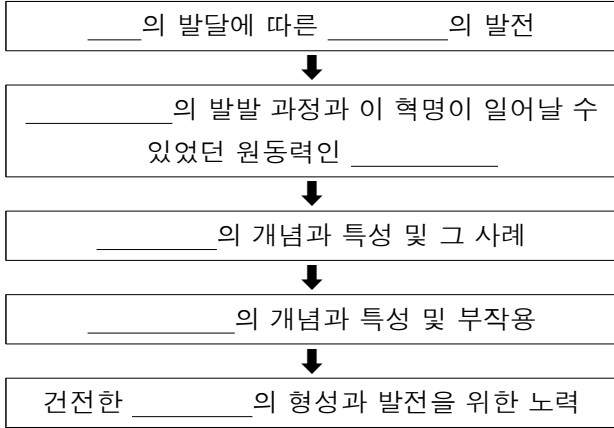 ____의 발달에 따른 ________의 발전
__________의 발발 과정과 이 혁명이 일어날 수
있었던 원동력인 __________
________의 개념과 특성 및 그 사례
__________의 개념과 특성 및 부작용
건전한 ________의 형성과 발전을 위한 노력